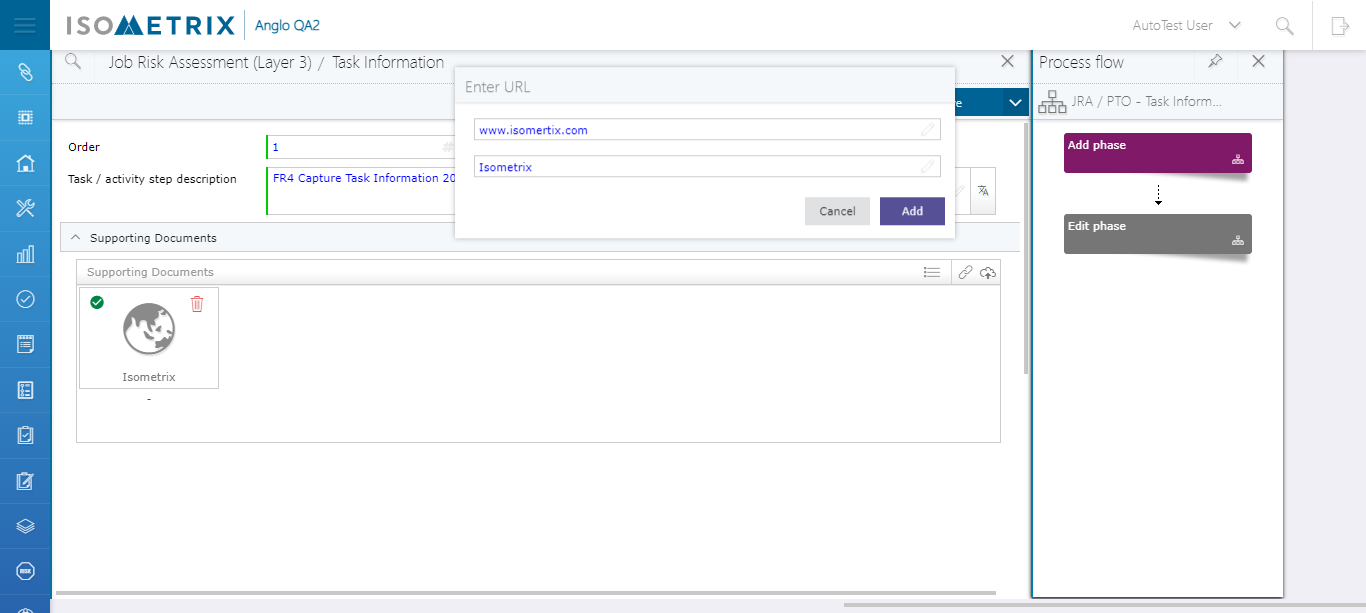 ISOMETRIX Anglo QA2 AutoTest User
Job Risk Assessment (Layer 3) / Task Information
Process flow
Enter URL
JRA / PTO - Task Inform...
www.isomertix.com
Isometrix
Cancel Add
Order 1 #
Task / activity step description FR4 Capture Task Information 20
Supporting Documents
Supporting Documents
Isometrix
-
Add phase
Edit phase
RISK